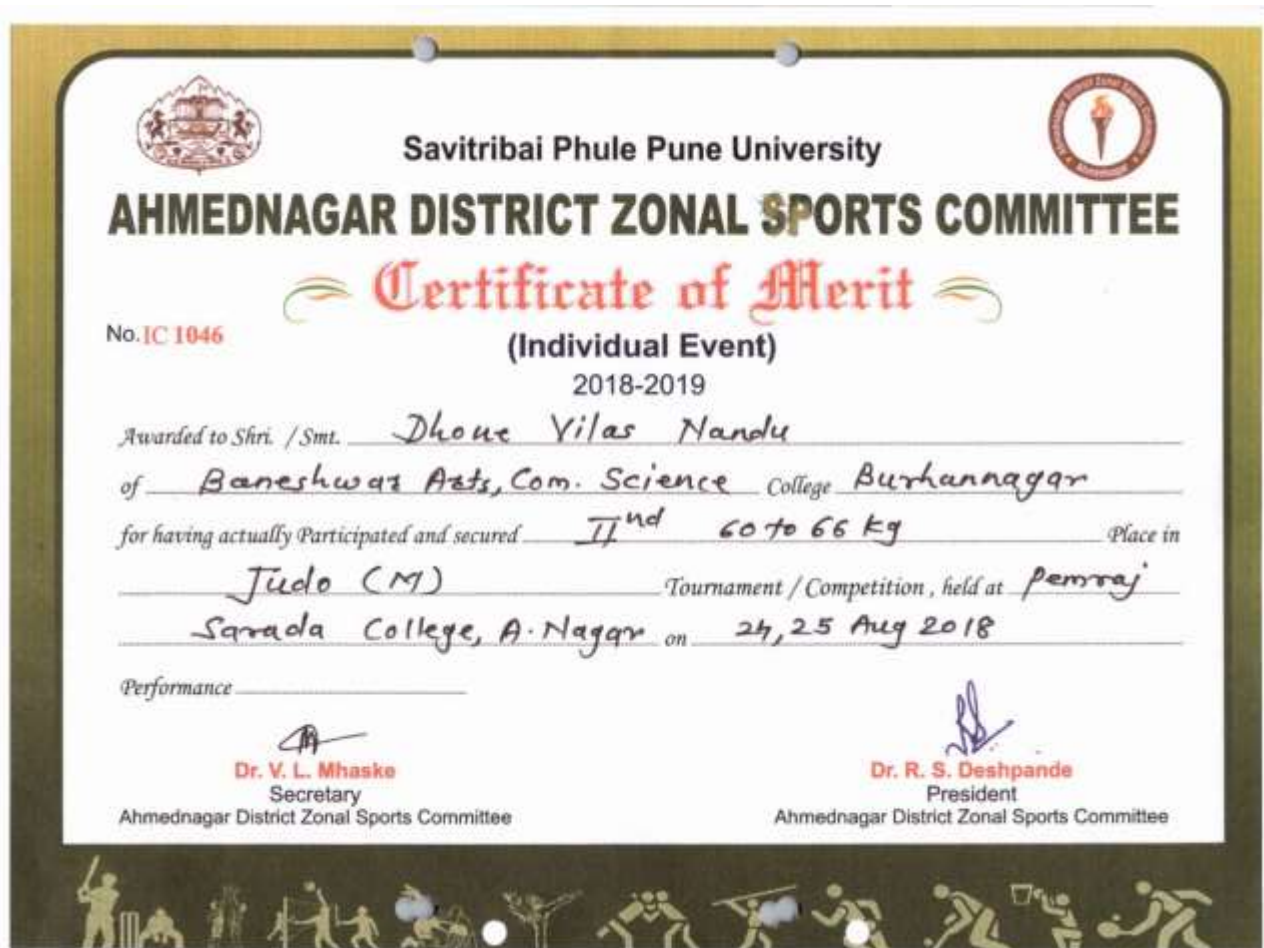 Savitribai Phule Pune University
AHMEDNAGAR DISTRICT ZONAL SPORTS COMMITTEE
Certificate of Merit
No. IC 1046
(Individual Event)
2018-2019
Awarded to Shri. / Smt. Dhone Vilas Nandu
of Baneshwar Arts, Com. Science College Burhannagar
for having actually Participated and secured IInd 60 to 66 kg Place in
Judo (M) Tournament / Competition, held at Pemraj
Sarada College, A. Nagar on 24, 25 Aug 2018
Performance
Dr. V. L. Mhaske
Secretary
Ahmednagar District Zonal Sports Committee
Dr. R. S. Deshpande
President
Ahmednagar District Zonal Sports Committee